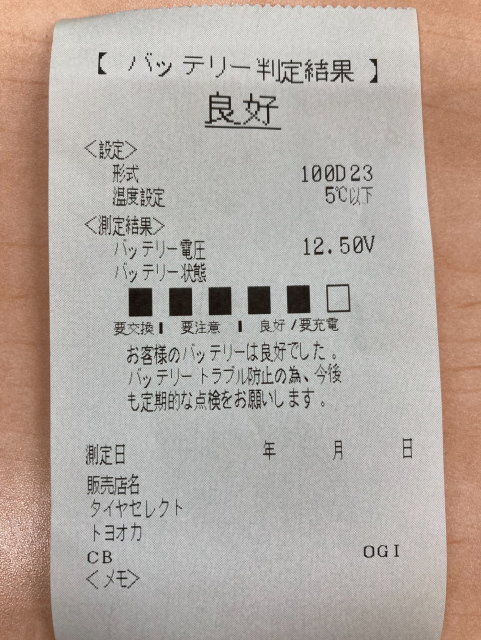 【 バッテリー判定結果 】
良好
<設定>
形式 100D23
温度設定 5℃以下
<測定結果>
バッテリー電圧 12.50V
バッテリー状態
■ ■ ■ ■ ■ □
要交換 | 要注意 | 良好/要充電
お客様のバッテリーは良好でした。
バッテリートラブル防止の為、今後
も定期的な点検をお願いします。
測定日 年 月 日
販売店名
タイヤセレクト
トヨオカ
CB OGI
<メモ>